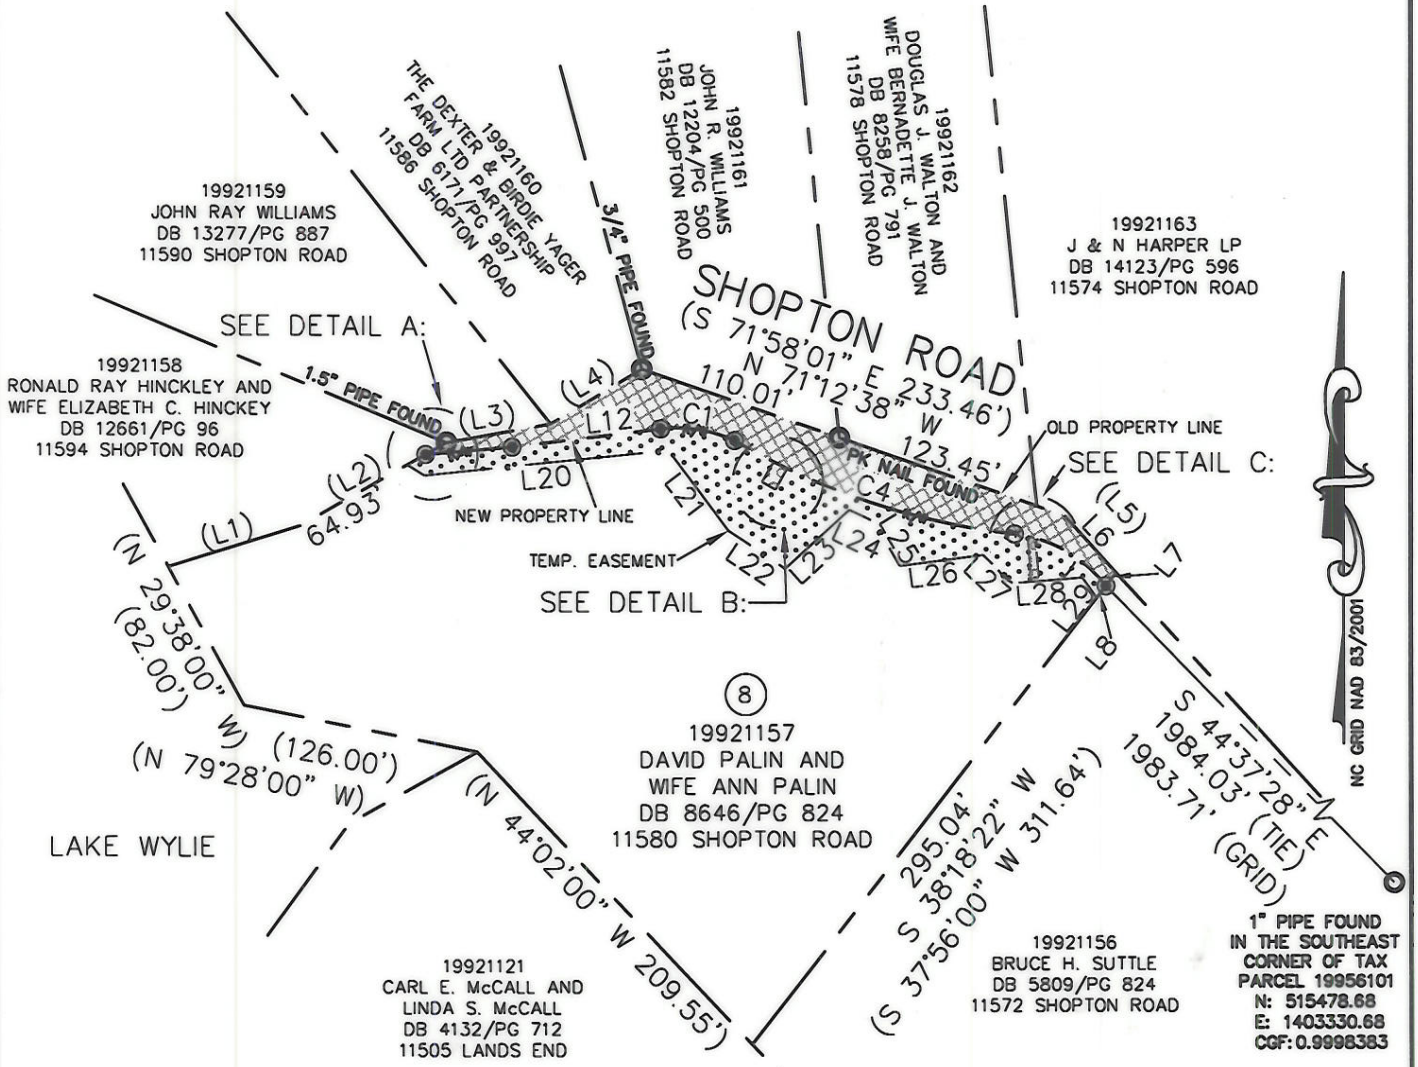 19921159
JOHN RAY WILLIAMS
DB 13277/PG 887
11590 SHOPTON ROAD
19921160
THE DEXTER & BIRDIE YAGER
FARM LTD PARTNERSHIP
DB 6171/PG 997
11586 SHOPTON ROAD
19921161
JOHN R. WILLIAMS
DB 12204/PG 500
11582 SHOPTON ROAD
19921162
DOUGLAS J. WALTON AND
WIFE BERNADETTE J. WALTON
DB 8258/PG 791
11578 SHOPTON ROAD
19921163
J & N HARPER LP
DB 14123/PG 596
11574 SHOPTON ROAD
SEE DETAIL A:
3/4" PIPE FOUND
SHOPTON ROAD
(S 71°58'01" E 233.46')
N 71°12'38" W
110.01'
123.45'
19921158
RONALD RAY HINCKLEY AND
WIFE ELIZABETH C. HINCKEY
DB 12661/PG 96
11594 SHOPTON ROAD
1.5" PIPE FOUND
(L3)
(L4)
L12
C1
R/W
R/W
PK NAIL FOUND
C4
R/W
OLD PROPERTY LINE
SEE DETAIL C:
(L5)
L6
L7
L8
(L1)
(L2)
64.93'
L20
L21
L22
L23
L24
L25
L26
L27
L28
L29
NEW PROPERTY LINE
TEMP. EASEMENT
SEE DETAIL B:
(N 29°38'00" W)
(82.00')
(126.00')
(N 79°28'00" W)
LAKE WYLIE
(N 44°02'00" W 209.55')
8
19921157
DAVID PALIN AND
WIFE ANN PALIN
DB 8646/PG 824
11580 SHOPTON ROAD
295.04'
S 38°18'22" W
(S 37°56'00" W 311.64')
S 44°37'28" E
1984.03' (TIE)
1983.71' (GRID)
NC GRID NAD 83/2001
19921121
CARL E. McCALL AND
LINDA S. McCALL
DB 4132/PG 712
11505 LANDS END
19921156
BRUCE H. SUTTLE
DB 5809/PG 824
11572 SHOPTON ROAD
1" PIPE FOUND
IN THE SOUTHEAST
CORNER OF TAX
PARCEL 19956101
N: 515478.68
E: 1403330.68
CGF: 0.9998383